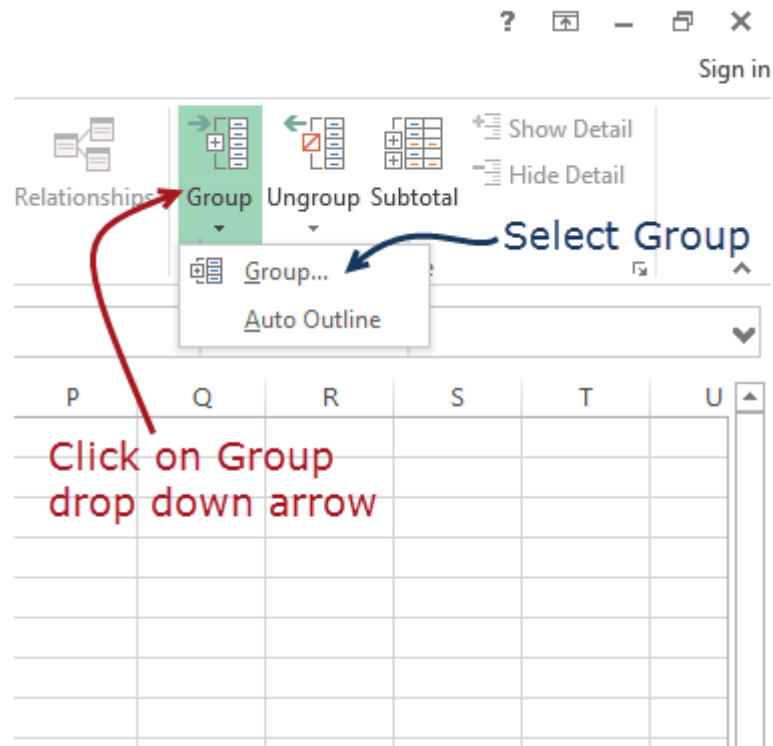 ?
Sign in
Relationships
Group
Ungroup
Subtotal
Show Detail
Hide Detail
Select Group
Group...
Auto Outline
P Q R S T U
Click on Group
drop down arrow